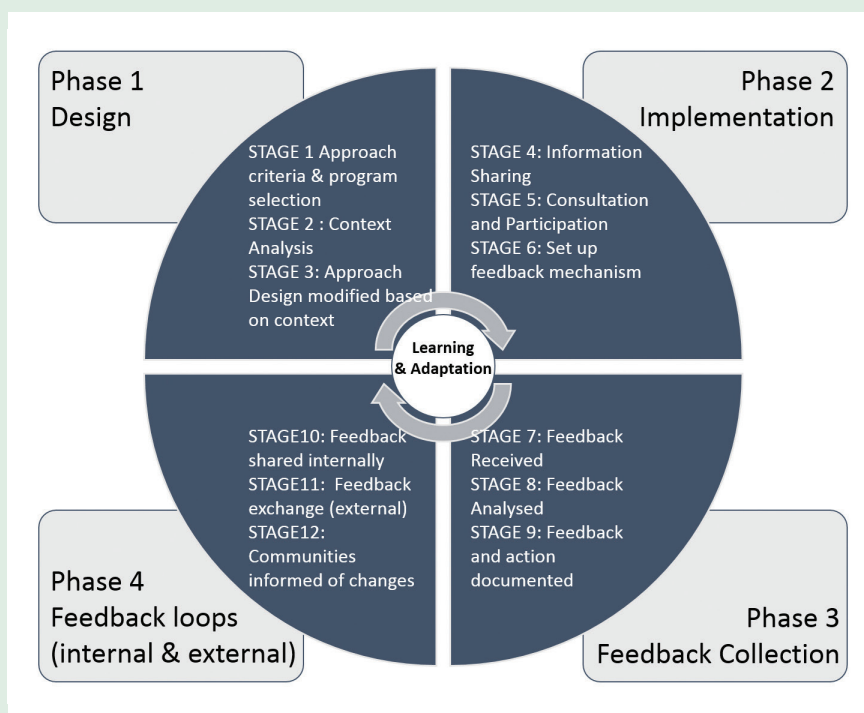 Phase 1
Design
STAGE 1 Approach
criteria & program
selection
STAGE 2 : Context
Analysis
STAGE 3: Approach
Design modified based
on context
Phase 2
Implementation
STAGE 4: Information
Sharing
STAGE 5: Consultation
and Participation
STAGE 6: Set up
feedback mechanism
Learning
& Adaptation
STAGE 7: Feedback
Received
STAGE 8: Feedback
Analysed
STAGE 9: Feedback
and action
documented
Phase 3
Feedback Collection
STAGE10: Feedback
shared internally
STAGE11:  Feedback
exchange (external)
STAGE12:
Communities
informed of changes
Phase 4
Feedback loops
(internal & external)